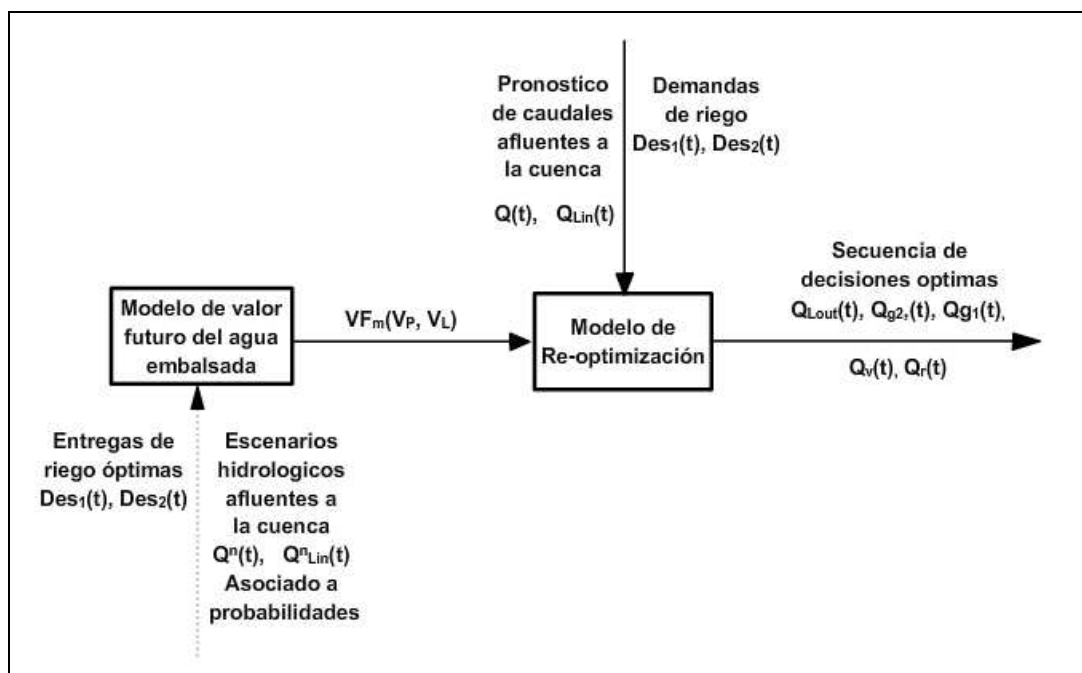 Pronostico
de caudales
afluentes a
la cuenca
Q(t), QLin(t)
Demandas
de riego
Des1(t), Des2(t)
Secuencia de
decisiones optimas
QLout(t), Qg2,(t), Qg1(t),
Qv(t), Qr(t)
Modelo de valor
futuro del agua
embalsada
VFm(VP, VL)
Modelo de
Re-optimización
Entregas de
riego óptimas
Des1(t), Des2(t)
Escenarios
hidrologicos
afluentes a
la cuenca
Qn(t), QnLin(t)
Asociado a
probabilidades